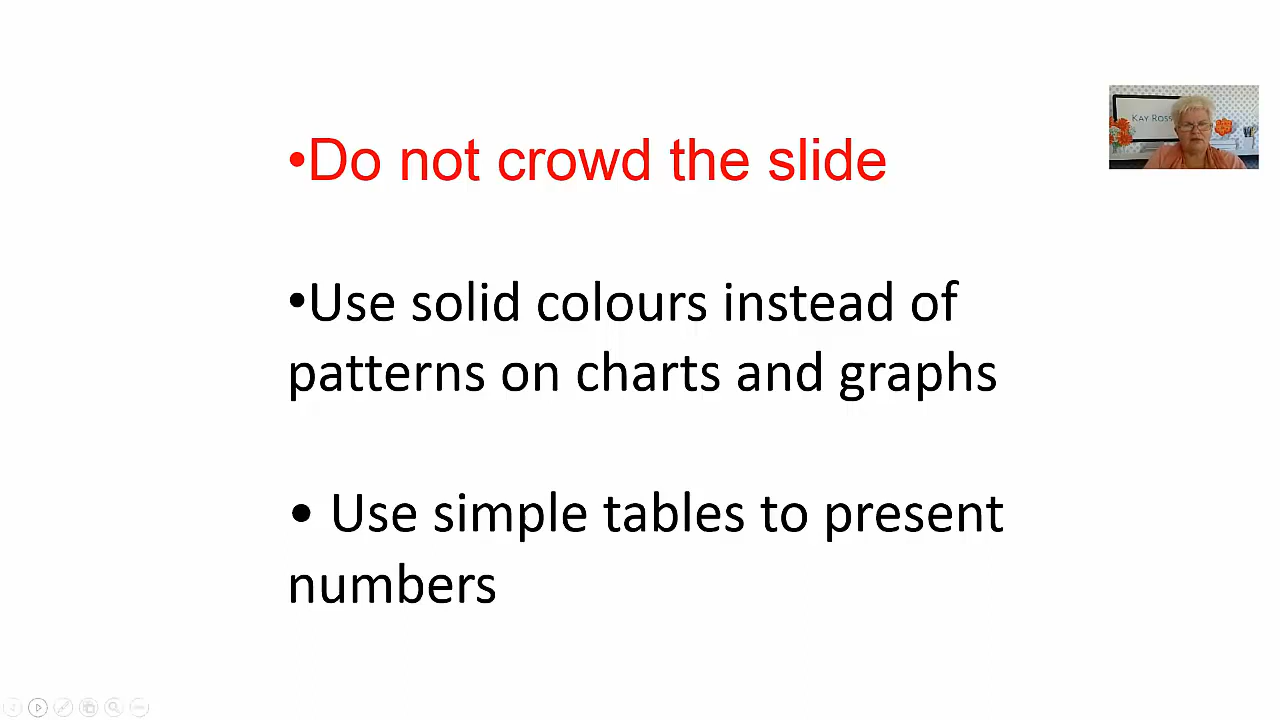 •Do not crowd the slide
KAY ROSS
•Use solid colours instead of
patterns on charts and graphs
• Use simple tables to present
numbers